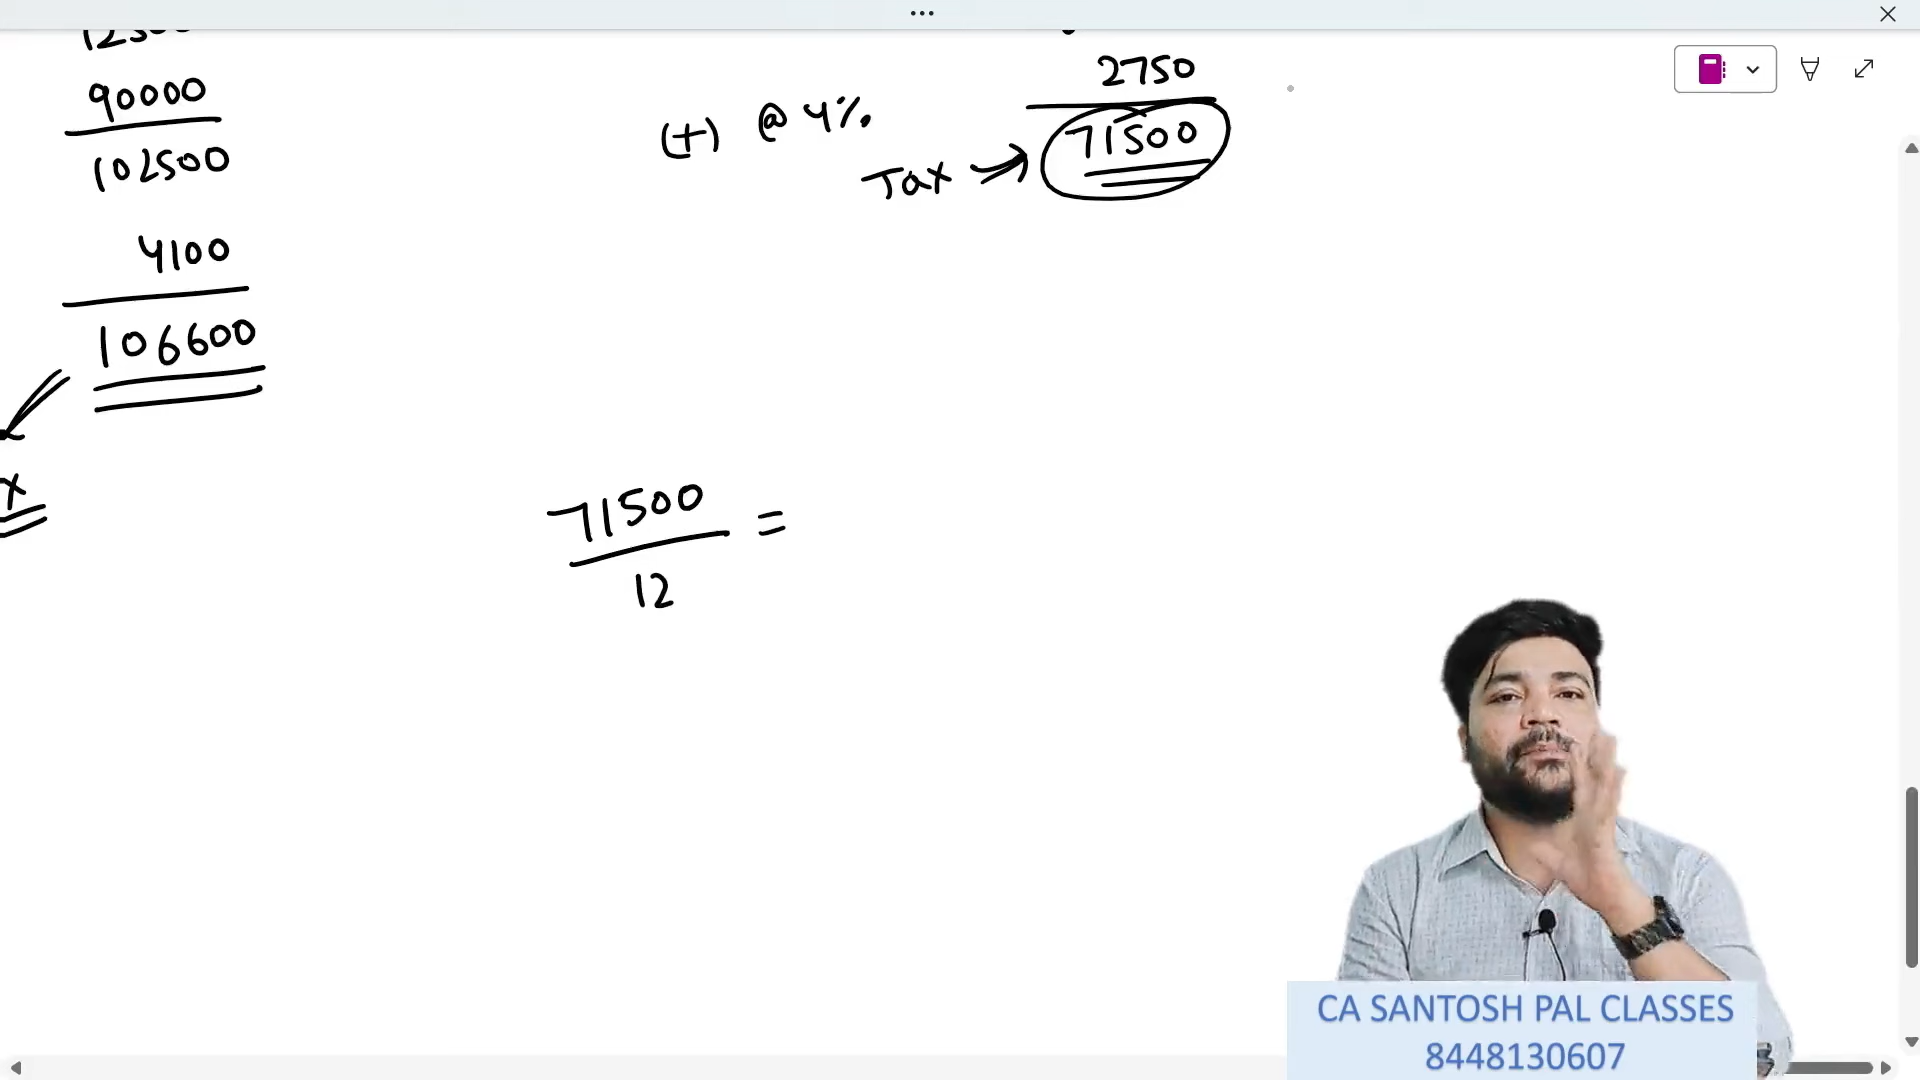 90000
102500
4100
106600
x
2750
(+) @ 4%
71500
Tax
71500
12
=
CA SANTOSH PAL CLASSES
8448130607